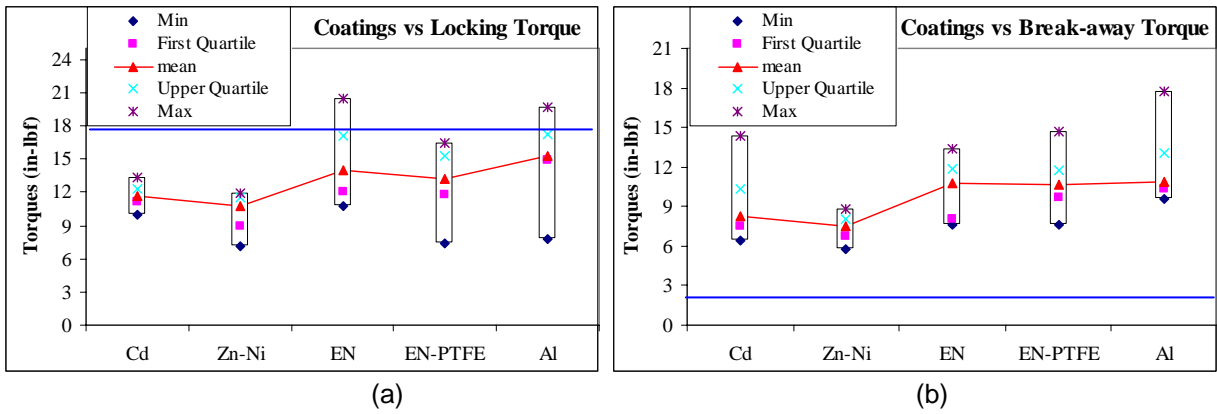 Coatings vs Locking Torque
Min
First Quartile
mean
Upper Quartile
Max
Torques (in-lbf)
24
21
18
15
12
9
6
3
0
Cd Zn-Ni EN EN-PTFE Al
(a)
Coatings vs Break-away Torque
Min
First Quartile
mean
Upper Quartile
Max
Torques (in-lbf)
21
18
15
12
9
6
3
0
Cd Zn-Ni EN EN-PTFE Al
(b)